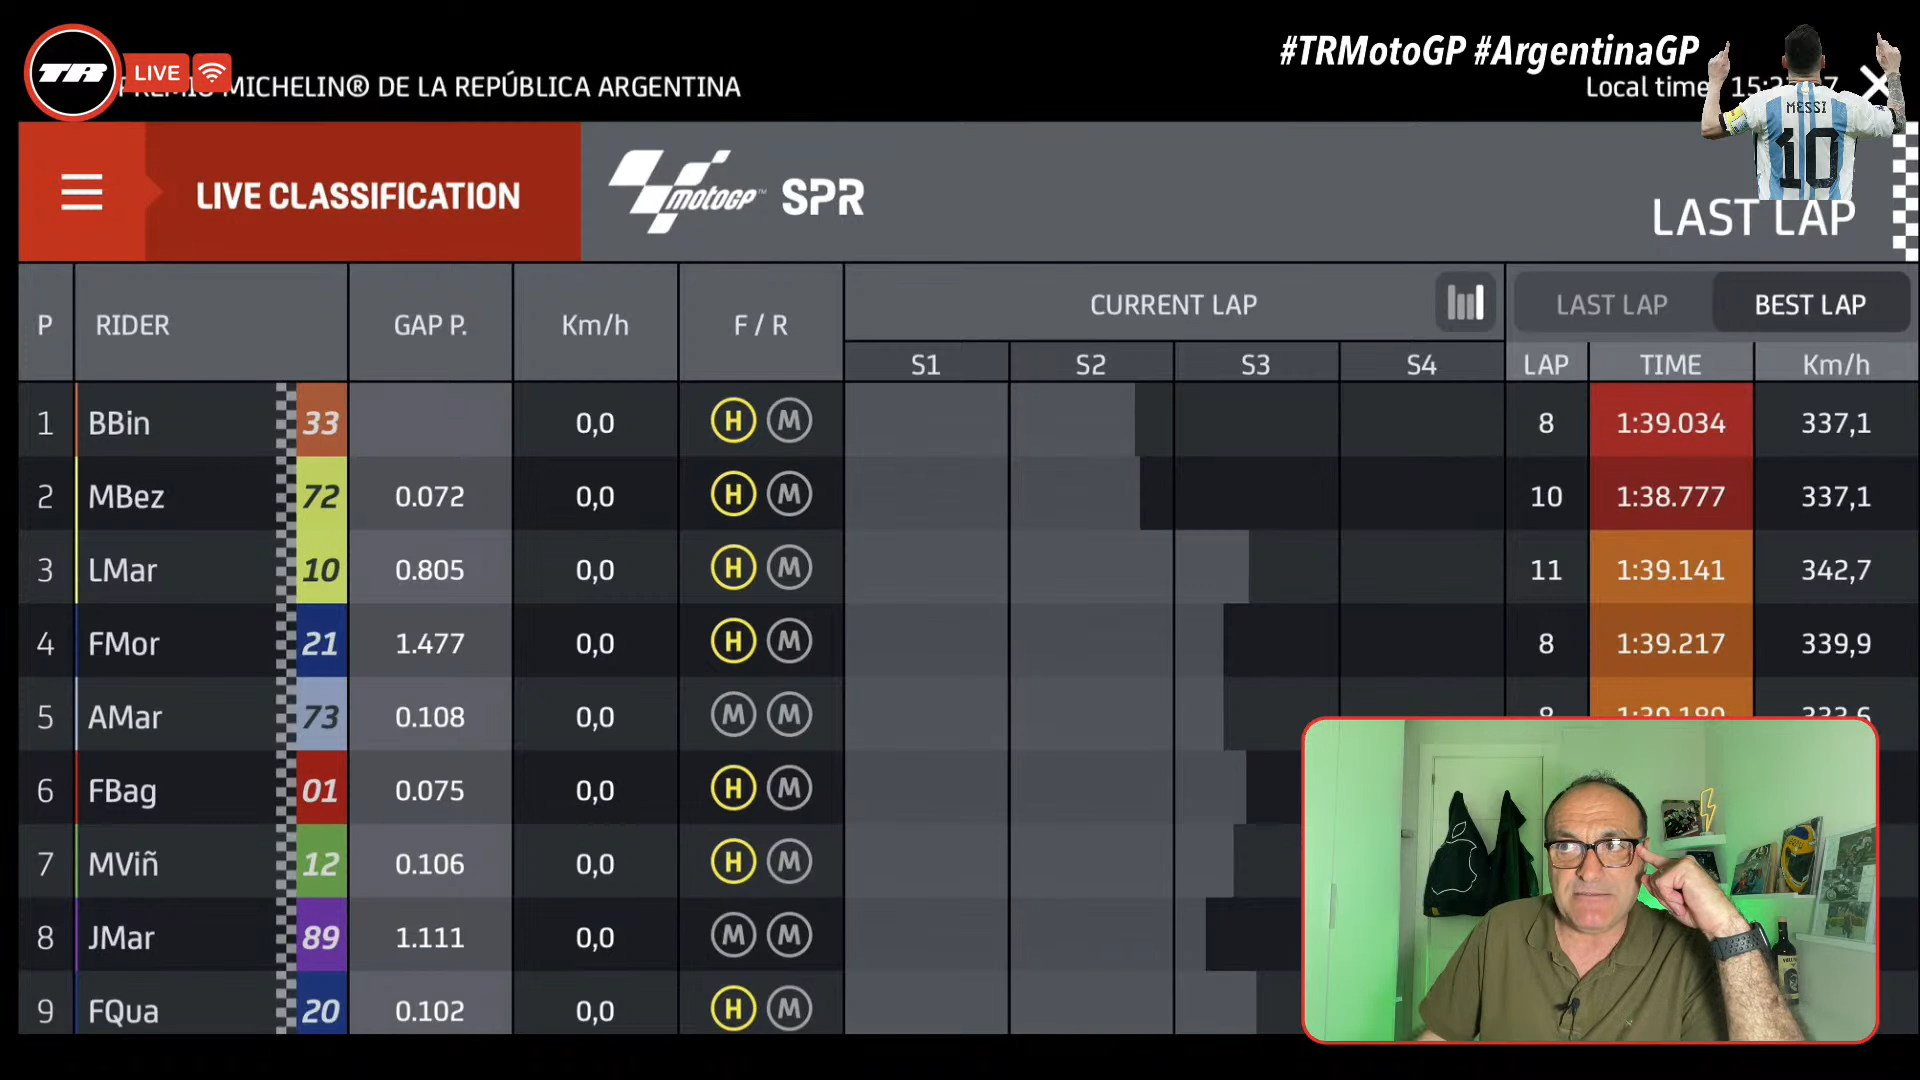 #TRMotoGP #ArgentinaGP
TR LIVE
PREMIO MICHELIN® DE LA REPÚBLICA ARGENTINA
Local time
MESSI
10
LIVE CLASSIFICATION
motoGP™ SPR
LAST LAP
P RIDER GAP P. Km/h F / R CURRENT LAP LAST LAP BEST LAP
S1 S2 S3 S4 LAP TIME Km/h
1 BBin 33 0,0 H M 8 1:39.034 337,1
2 MBez 72 0.072 0,0 H M 10 1:38.777 337,1
3 LMar 10 0.805 0,0 H M 11 1:39.141 342,7
4 FMor 21 1.477 0,0 H M 8 1:39.217 339,9
5 AMar 73 0.108 0,0 M M
6 FBag 01 0.075 0,0 H M
7 MViñ 12 0.106 0,0 H M
8 JMar 89 1.111 0,0 M M
9 FQua 20 0.102 0,0 H M